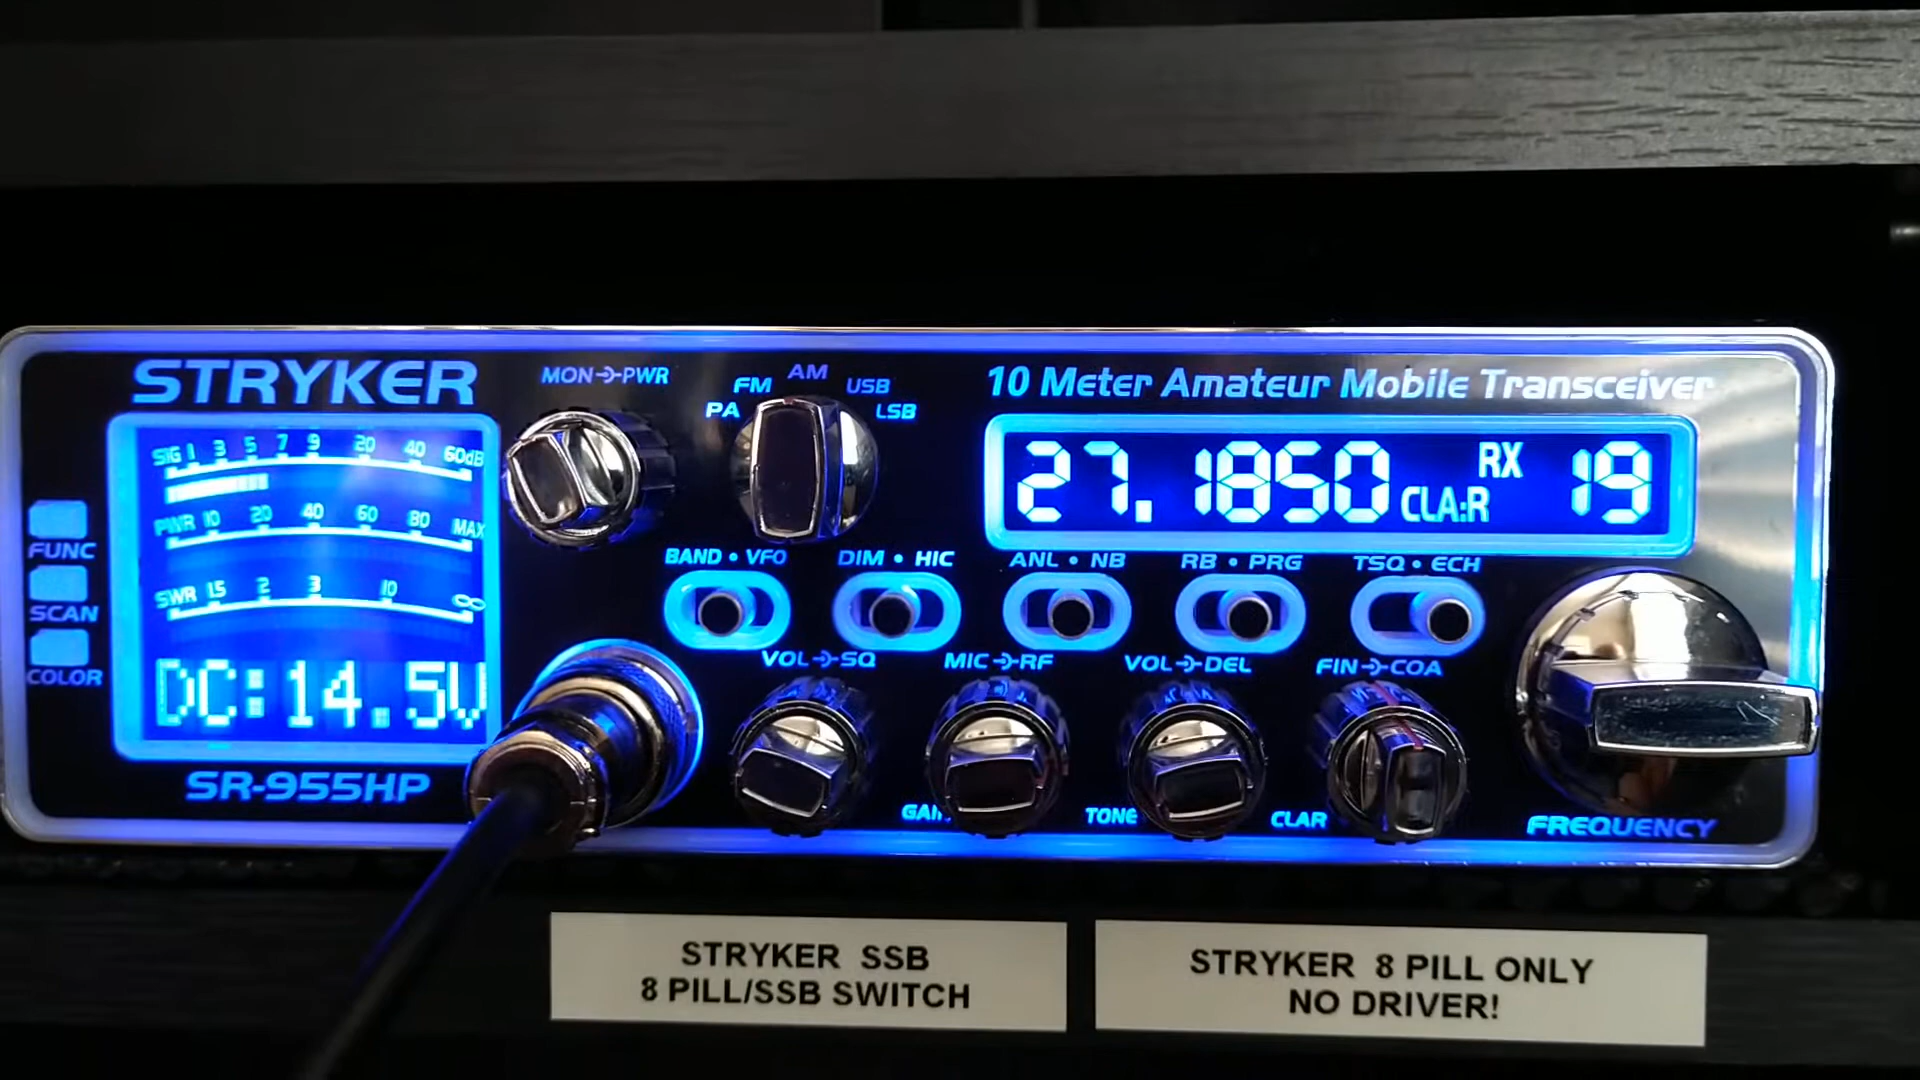 STRYKER
SIG 1 3 5 7 9 20 40 60dB
PWR 10 20 40 60 80 MAX
SWR 1.5 2 3 10 ∞
DC:14.5V
SR-955HP
FUNC
SCAN
COLOR
MON PWR
PA FM AM USB LSB
10 Meter Amateur Mobile Transceiver
27.1850 CLA:R RX 19
BAND • VFO DIM • HIC ANL • NB RB • PRG TSQ • ECH
VOL SQ MIC RF VOL DEL FIN COA
GAIN TONE CLAR FREQUENCY
STRYKER SSB
8 PILL/SSB SWITCH
STRYKER 8 PILL ONLY
NO DRIVER!